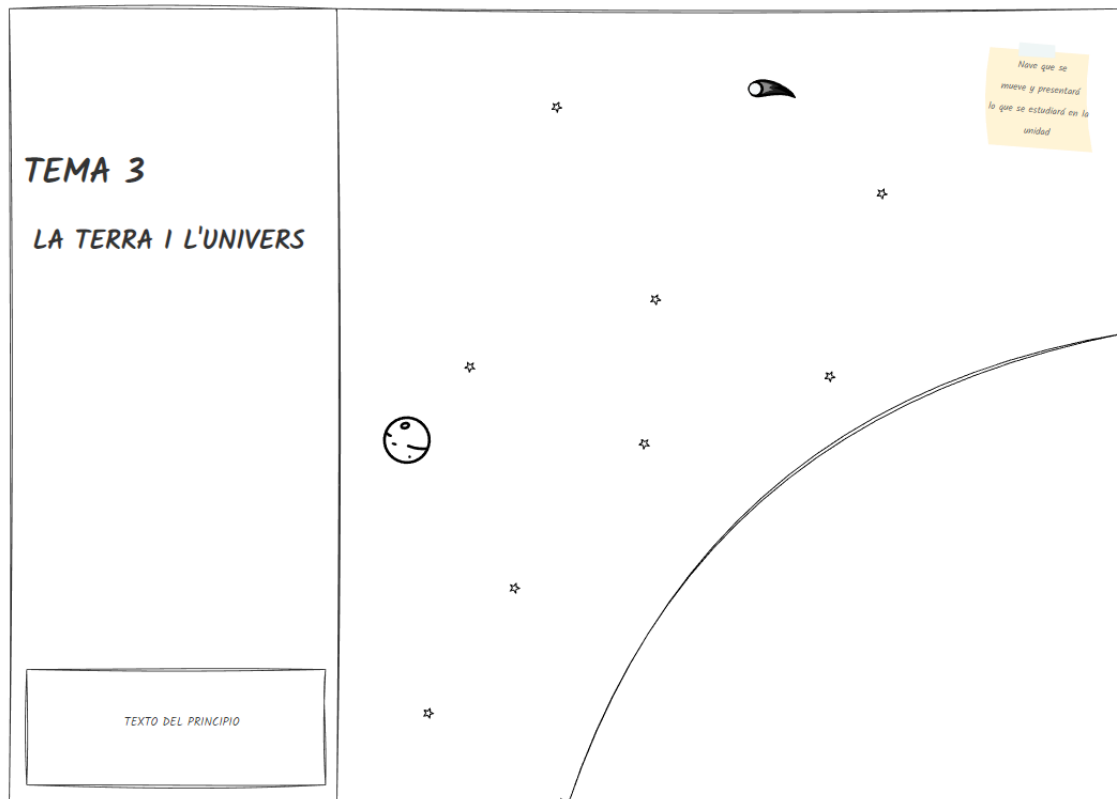 TEMA 3
LA TERRA I L'UNIVERS
TEXTO DEL PRINCIPIO
Nave que se
mueve y presentará
lo que se estudiará en la
unidad